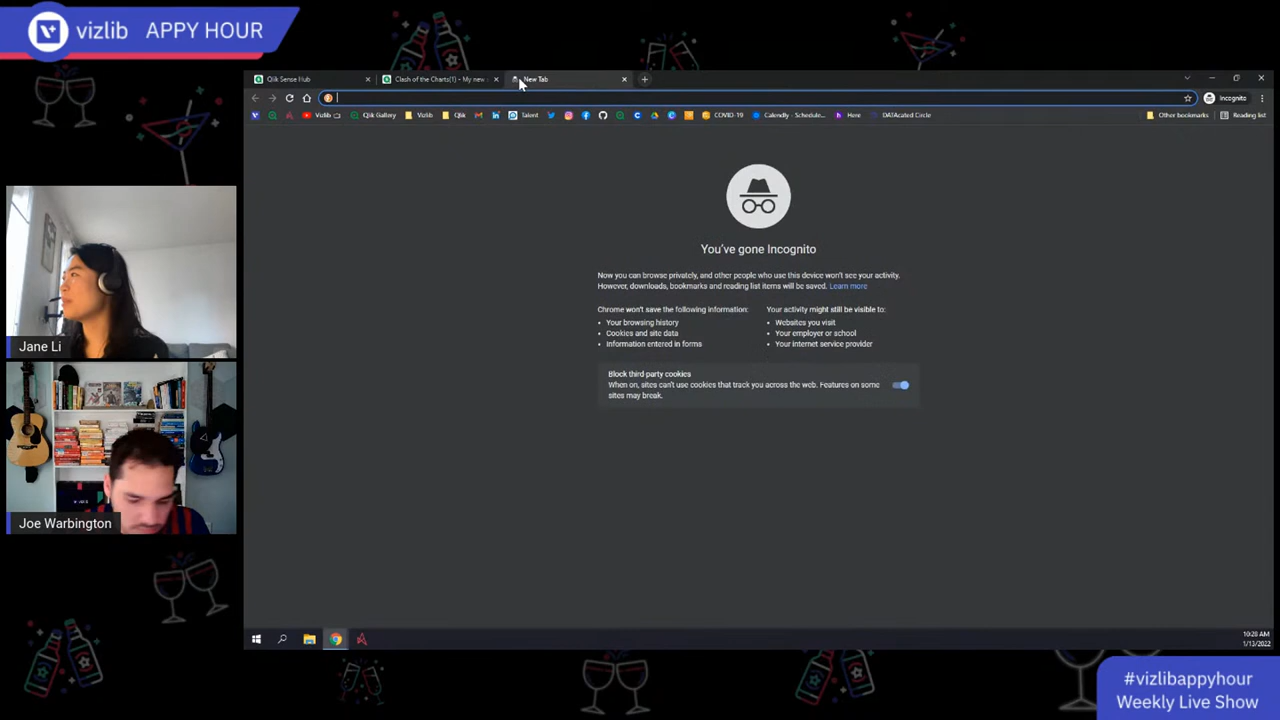 vizlib APPY HOUR
Qlik Sense Hub
Clash of the Charts(1) - My new
New Tab
Incognito
Vizlib
Qlik Gallery
Vizlib
Qlik
Talent
COVID-19
Calendly - Schedule...
Here
DATAcated Circle
Other bookmarks
Reading list
You've gone Incognito
Now you can browse privately, and other people who use this device won't see your activity.
However, downloads, bookmarks and reading list items will be saved. Learn more
Chrome won't save the following information:
• Your browsing history
• Cookies and site data
• Information entered in forms
Your activity might still be visible to:
• Websites you visit
• Your employer or school
• Your internet service provider
Block third party cookies
When on, sites can't use cookies that track you across the web. Features on some
sites may break.
Jane Li
Joe Warbington
10:28 AM
1/13/2022
#vizlibappyhour
Weekly Live Show